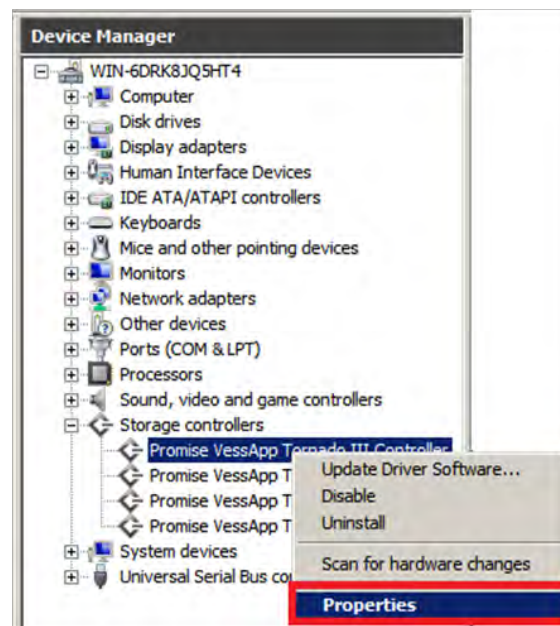 Device Manager
WIN-6DRK8JQ5HT4
Computer
Disk drives
Display adapters
Human Interface Devices
IDE ATA/ATAPI controllers
Keyboards
Mice and other pointing devices
Monitors
Network adapters
Other devices
Ports (COM & LPT)
Processors
Sound, video and game controllers
Storage controllers
Promise VessApp Tornado III Controller
Promise VessApp T
Update Driver Software...
Promise VessApp T
Disable
Promise VessApp T
Uninstall
System devices
Scan for hardware changes
Universal Serial Bus co
Properties